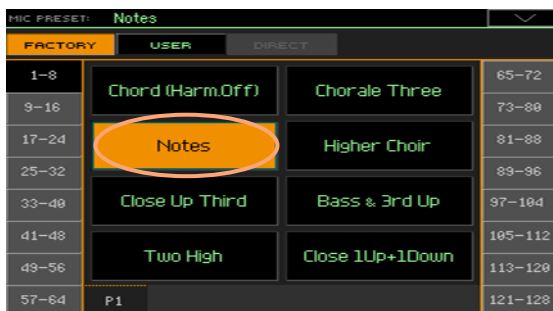 MIC PRESET: Notes
FACTORY USER DIRECT
1-8 Chord (Harm.Off) Chorale Three 65-72
9-16 73-80
17-24 Notes Higher Choir 81-88
25-32 89-96
33-40 Close Up Third Bass & 3rd Up 97-104
41-48 105-112
49-56 Two High Close 1Up+1Down 113-120
57-64 P1 121-128